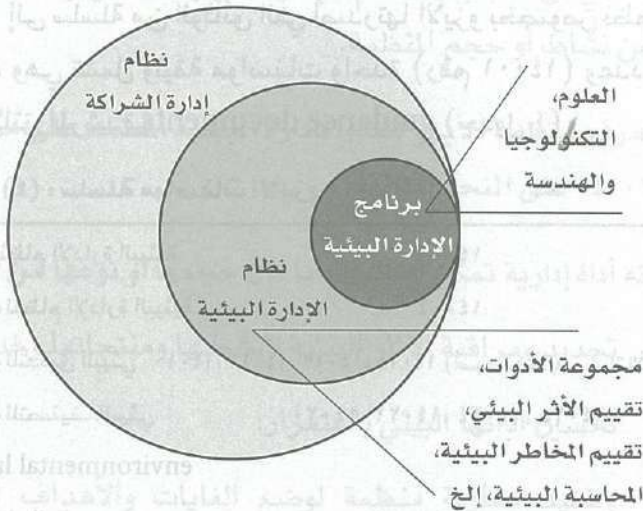 نظام
إدارة الشراكة
العلوم،
التكنولوجيا
والهندسة
برنامج
الإدارة البيئية
نظام
الإدارة البيئية
مجموعة الأدوات،
تقييم الأثر البيئي،
تقييم المخاطر البيئية،
المحاسبة البيئية، إلخ